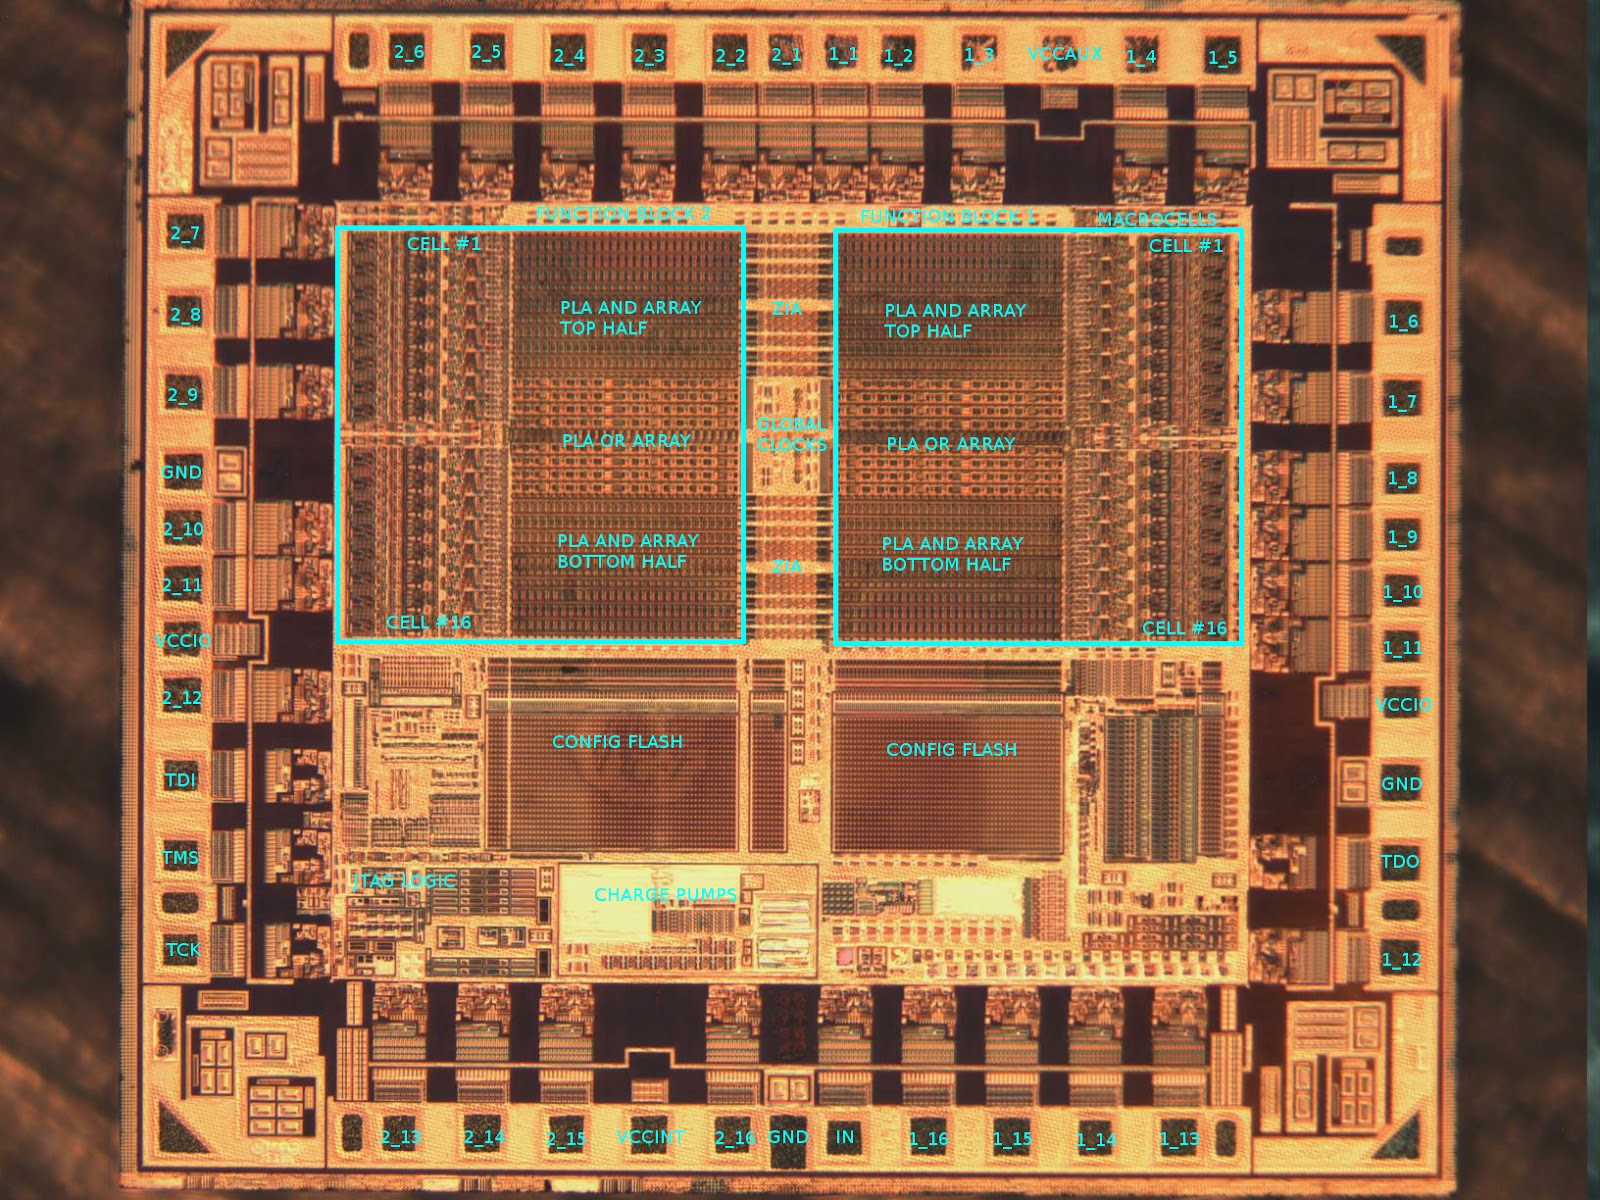 2_6 2_5 2_4 2_3 2_2 2_1 1_1 1_2 1_3 VCCAUX 1_4 1_5
FUNCTION BLOCK 2
FUNCTION BLOCK 1
MACROCELLS
2_7
2_8
2_9
GND
2_10
2_11
VCCIO
2_12
TDI
TMS
TCK
CELL #1
PLA AND ARRAY
TOP HALF
PLA OR ARRAY
PLA AND ARRAY
BOTTOM HALF
CELL #16
ZIA
GLOBAL
CLOCKS
ZIA
CELL #1
PLA AND ARRAY
TOP HALF
PLA OR ARRAY
PLA AND ARRAY
BOTTOM HALF
CELL #16
1_6
1_7
1_8
1_9
1_10
1_11
VCCIO
GND
TDO
1_12
CONFIG FLASH
CONFIG FLASH
JTAG LOGIC
CHARGE PUMPS
2_13 2_14 2_15 VCCINT 2_16 GND IN 1_16 1_15 1_14 1_13